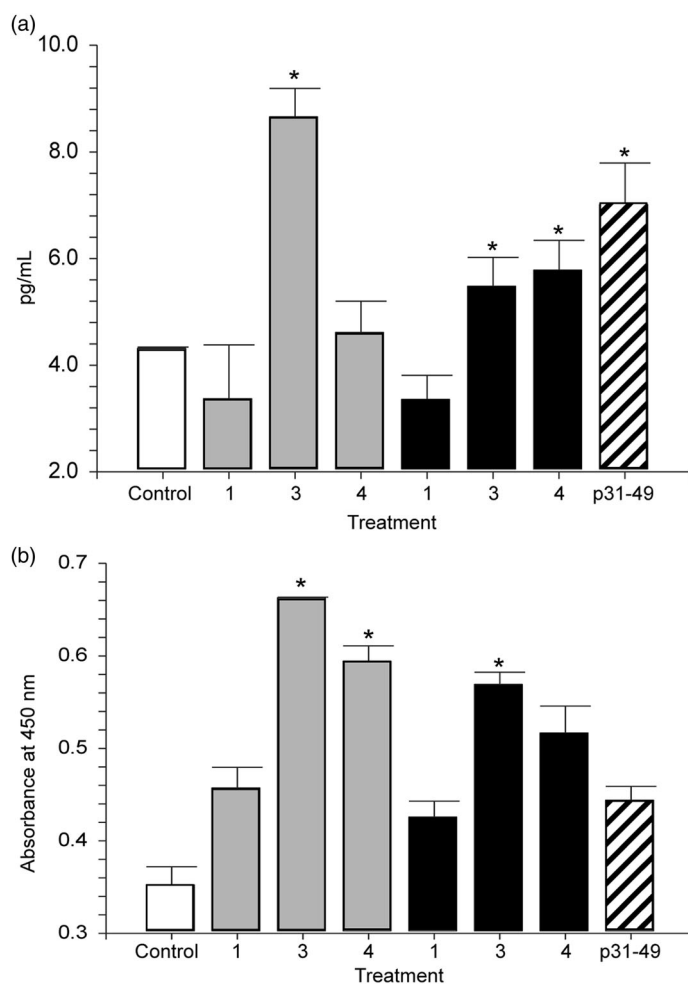 (a)
10.0
8.0
6.0
4.0
2.0
pg/mL
* * * *
Control 1 3 4 1 3 4 p31-49
Treatment
(b)
0.7
0.6
0.5
0.4
0.3
Absorbance at 450 nm
* * *
Control 1 3 4 1 3 4 p31-49
Treatment